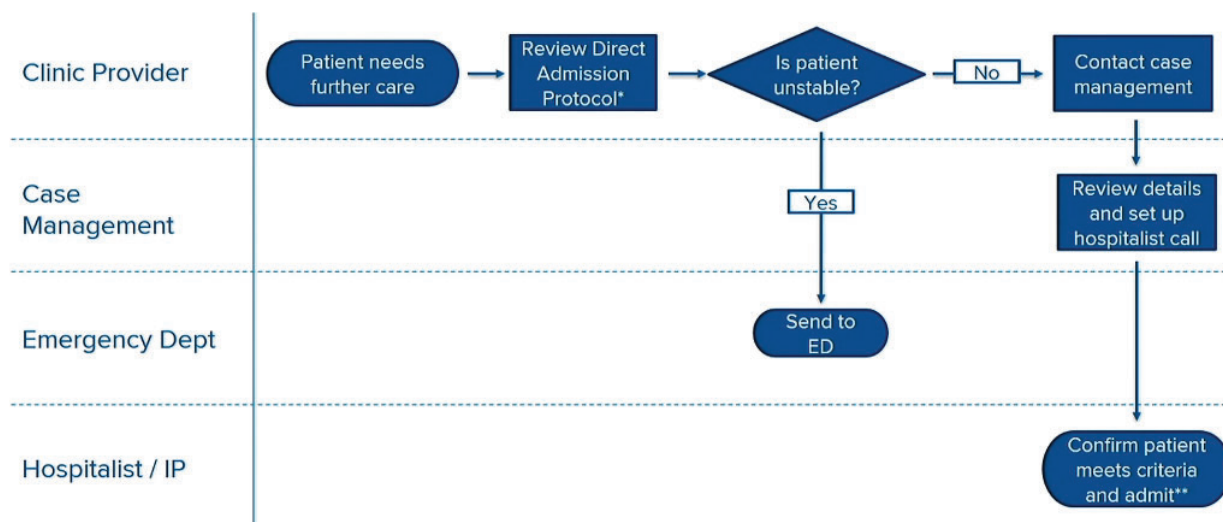 Clinic Provider
Patient needs
further care
Review Direct
Admission
Protocol*
Is patient
unstable?
No
Contact case
management
Case
Management
Yes
Review details
and set up
hospitalist call
Emergency Dept
Send to
ED
Hospitalist / IP
Confirm patient
meets criteria
and admit**